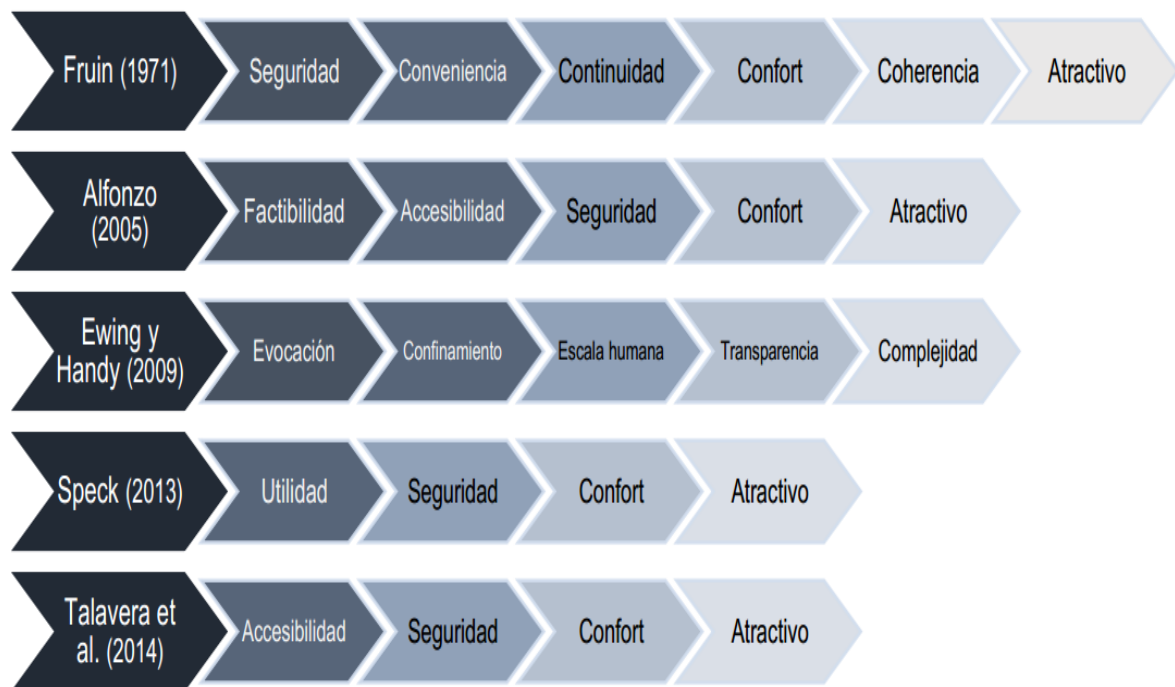 Fruin (1971)
Seguridad
Conveniencia
Continuidad
Confort
Coherencia
Atractivo
Alfonzo
(2005)
Factibilidad
Accesibilidad
Seguridad
Confort
Atractivo
Ewing y
Handy (2009)
Evocación
Confinamiento
Escala humana
Transparencia
Complejidad
Speck (2013)
Utilidad
Seguridad
Confort
Atractivo
Talavera et
al. (2014)
Accesibilidad
Seguridad
Confort
Atractivo